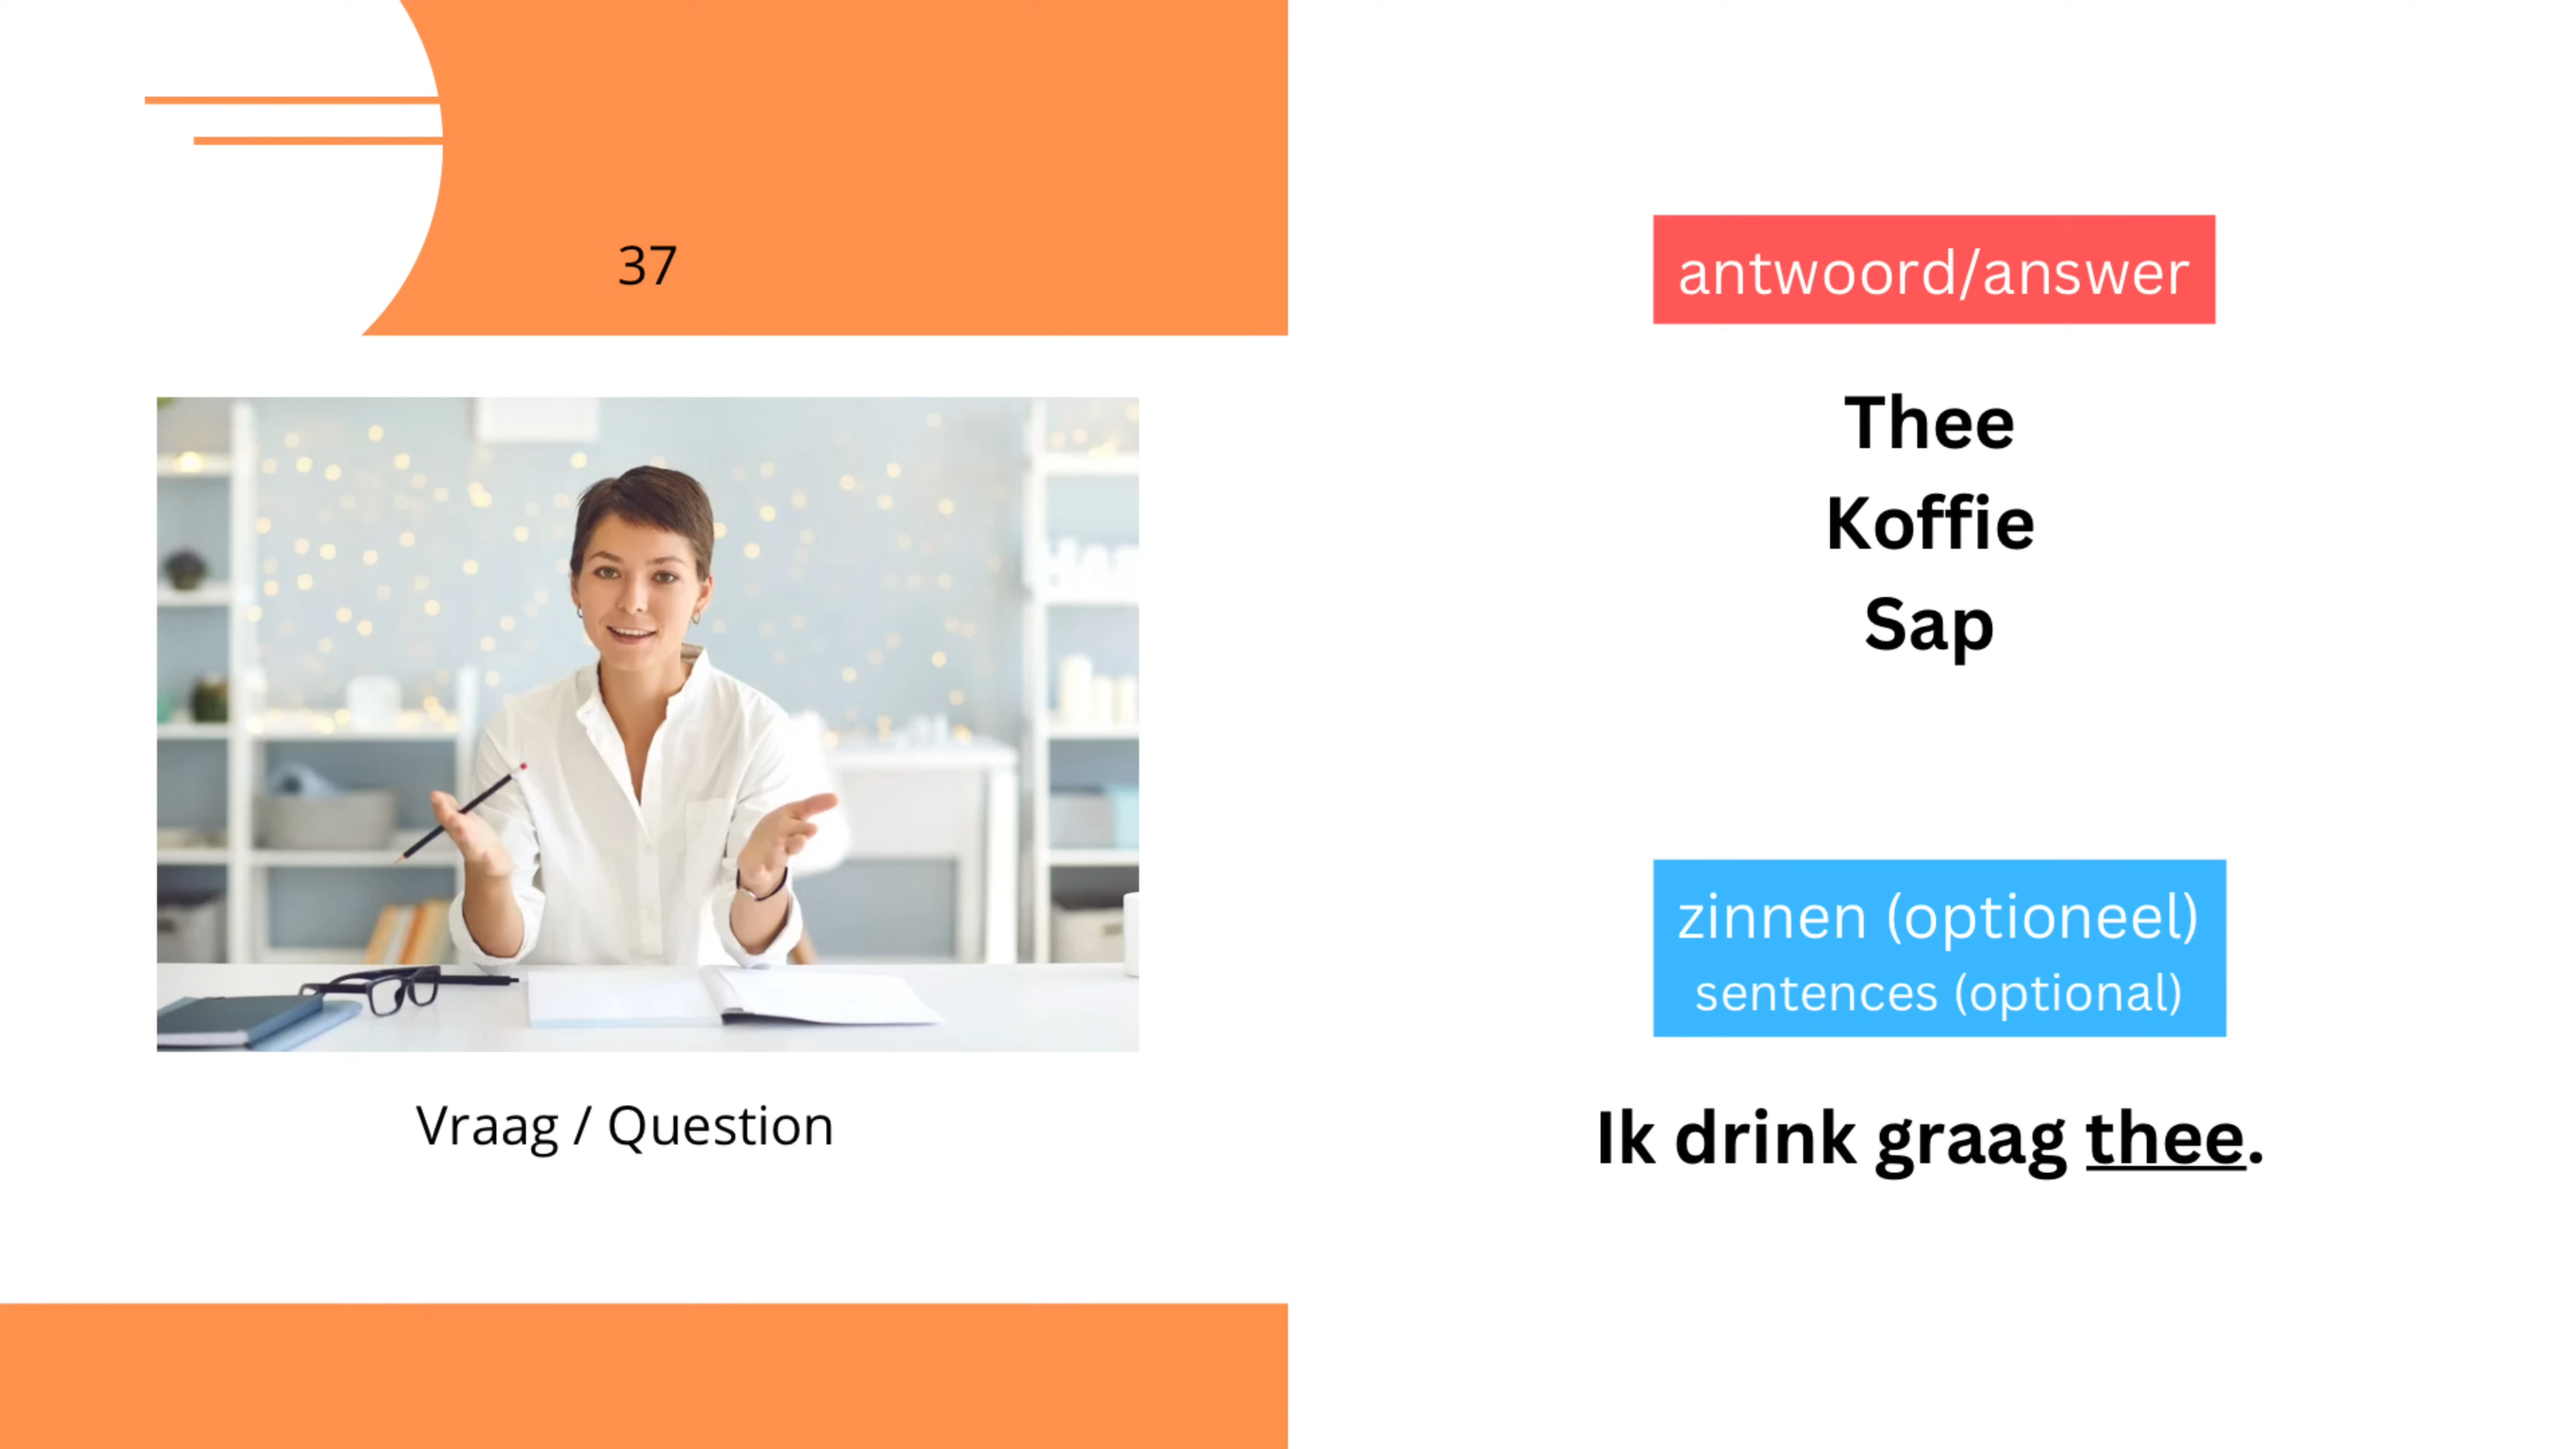 37
Vraag / Question
antwoord/answer
Thee
Koffie
Sap
zinnen (optioneel)
sentences (optional)
Ik drink graag thee.